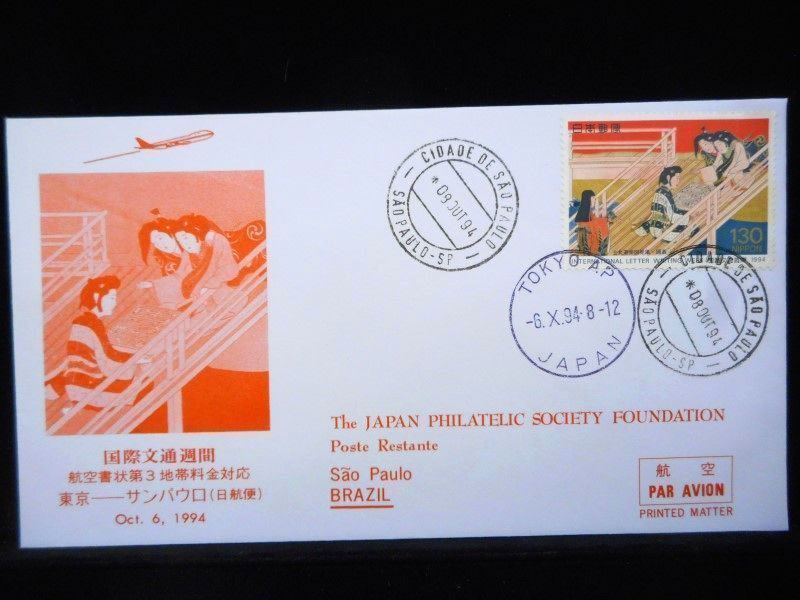 CIDADE DE SÃO PAULO
* 08 OUT 94
SÃO PAULO-SP
日本郵便
130
NIPPON
INTERNATIONAL LETTER WRITING WEEK
1994
CIDADE DE SÃO PAULO
* 08 OUT 94
SÃO PAULO-SP
TOKYO AP
-6.X.94-8-12
JAPAN
国際文通週間
航空書状第3地帯料金対応
東京——サンパウロ(日航便)
Oct. 6, 1994
The JAPAN PHILATELIC SOCIETY FOUNDATION
Poste Restante
São Paulo
BRAZIL
航空
PAR AVION
PRINTED MATTER